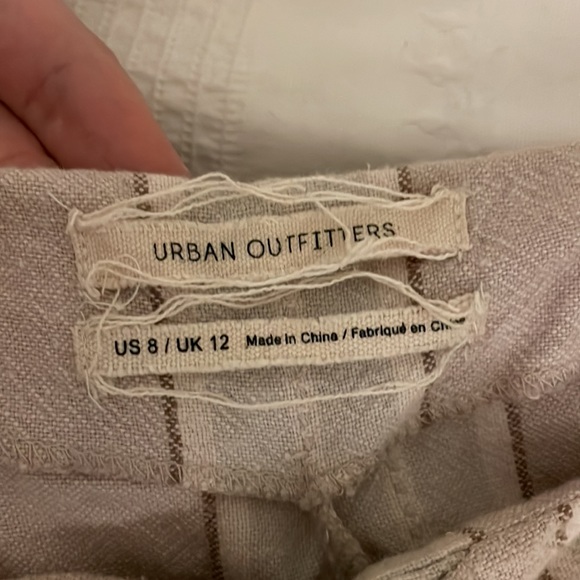 URBAN OUTFITTERS
US 8 / UK 12 Made in China / Fabriqué en